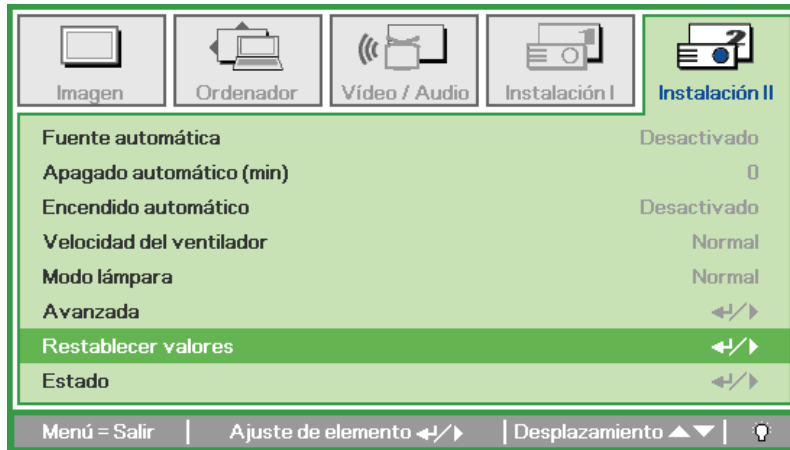 Imagen Ordenador Vídeo / Audio Instalación I Instalación II
Fuente automática Desactivado
Apagado automático (min) 0
Encendido automático Desactivado
Velocidad del ventilador Normal
Modo lámpara Normal
Avanzada
Restablecer valores
Estado
Menú = Salir Ajuste de elemento Desplazamiento